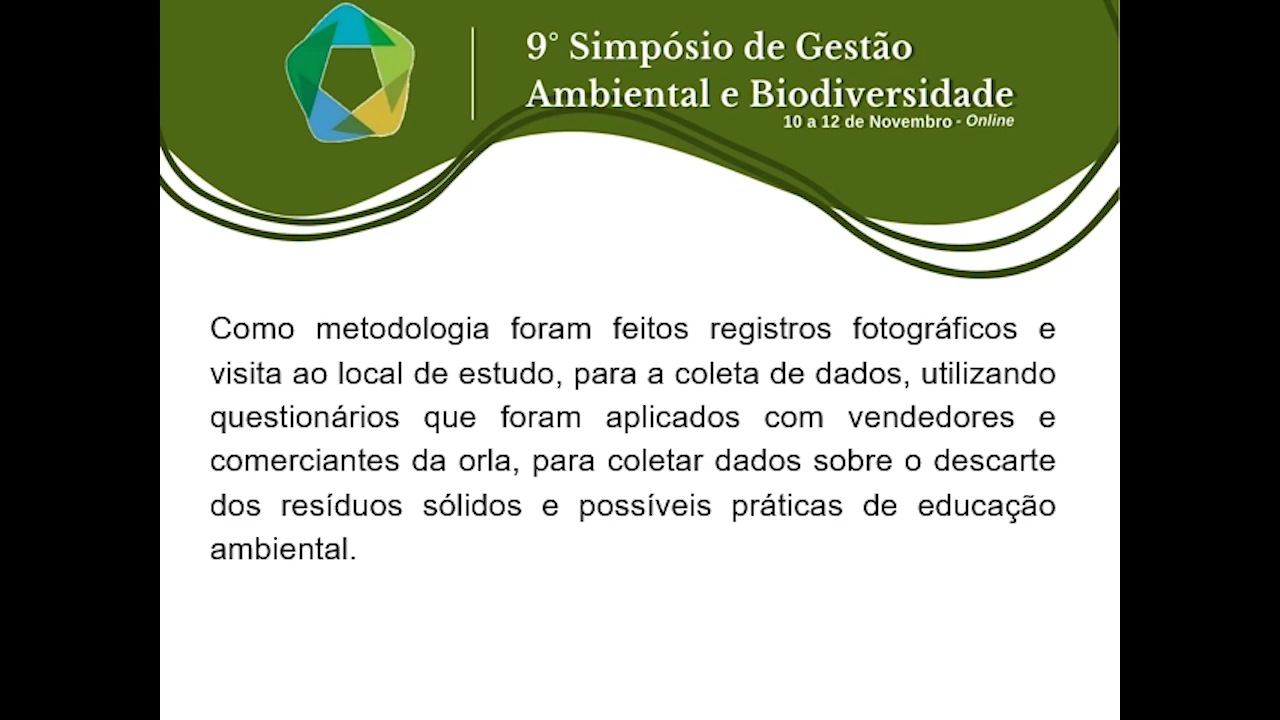 9° Simpósio de Gestão
Ambiental e Biodiversidade
10 a 12 de Novembro - Online
Como metodologia foram feitos registros fotográficos e
visita ao local de estudo, para a coleta de dados, utilizando
questionários que foram aplicados com vendedores e
comerciantes da orla, para coletar dados sobre o descarte
dos resíduos sólidos e possíveis práticas de educação
ambiental.